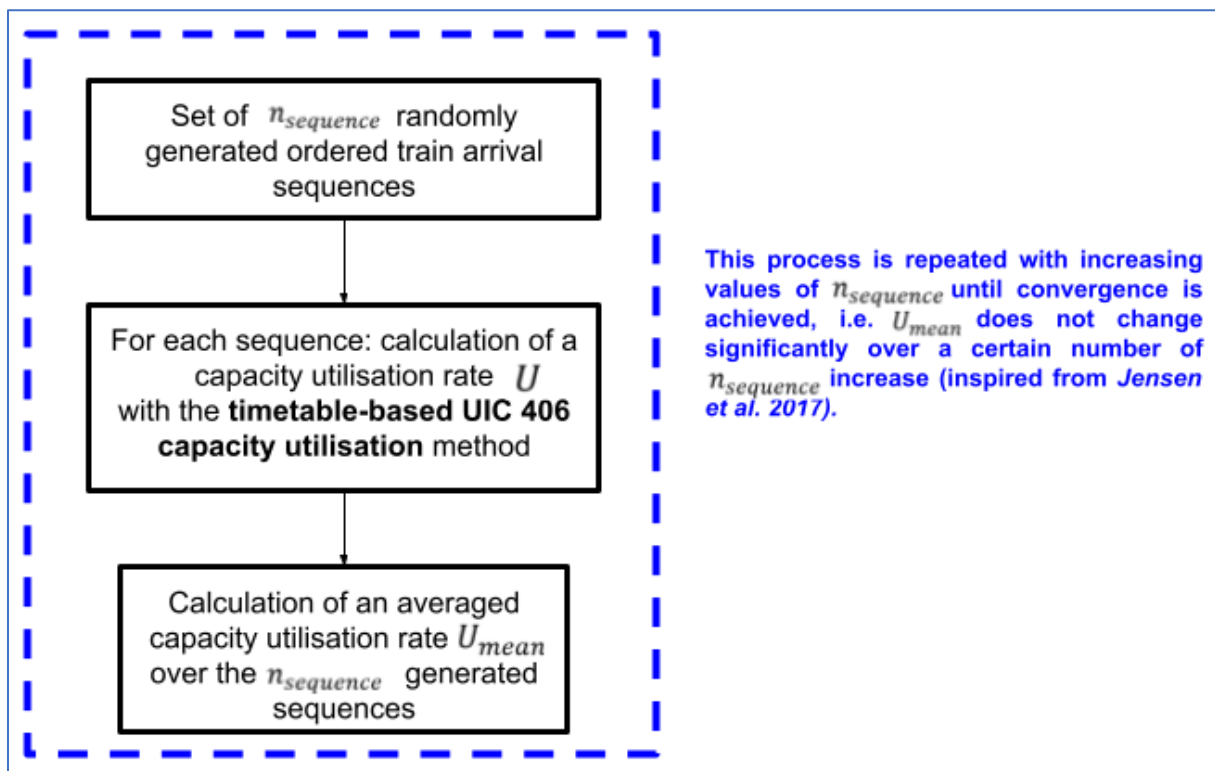 Set of n_sequence randomly
generated ordered train arrival
sequences
For each sequence: calculation of a
capacity utilisation rate U
with the timetable-based UIC 406
capacity utilisation method
Calculation of an averaged
capacity utilisation rate U_mean
over the n_sequence generated
sequences
This process is repeated with increasing
values of n_sequence until convergence is
achieved, i.e. U_mean does not change
significantly over a certain number of
n_sequence increase (inspired from Jensen
et al. 2017).